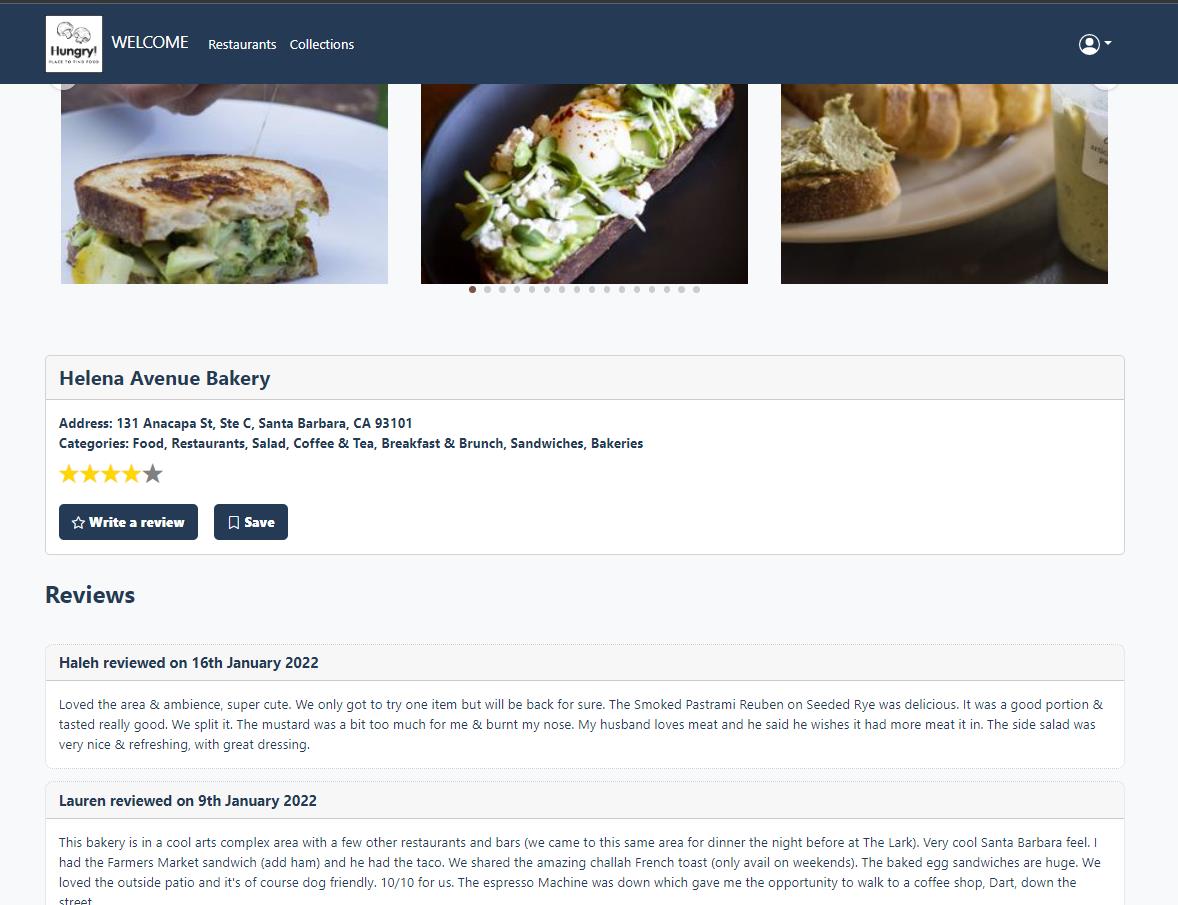 Hungry!
PLACE TO FIND FOOD
WELCOME
Restaurants
Collections
Helena Avenue Bakery
Address: 131 Anacapa St, Ste C, Santa Barbara, CA 93101
Categories: Food, Restaurants, Salad, Coffee & Tea, Breakfast & Brunch, Sandwiches, Bakeries
Write a review
Save
Reviews
Haleh reviewed on 16th January 2022
Loved the area & ambience, super cute. We only got to try one item but will be back for sure. The Smoked Pastrami Reuben on Seeded Rye was delicious. It was a good portion &
tasted really good. We split it. The mustard was a bit too much for me & burnt my nose. My husband loves meat and he said he wishes it had more meat it in. The side salad was
very nice & refreshing, with great dressing.
Lauren reviewed on 9th January 2022
This bakery is in a cool arts complex area with a few other restaurants and bars (we came to this same area for dinner the night before at The Lark). Very cool Santa Barbara feel. I
had the Farmers Market sandwich (add ham) and he had the taco. We shared the amazing challah French toast (only avail on weekends). The baked egg sandwiches are huge. We
loved the outside patio and it's of course dog friendly. 10/10 for us. The espresso Machine was down which gave me the opportunity to walk to a coffee shop, Dart, down the
street